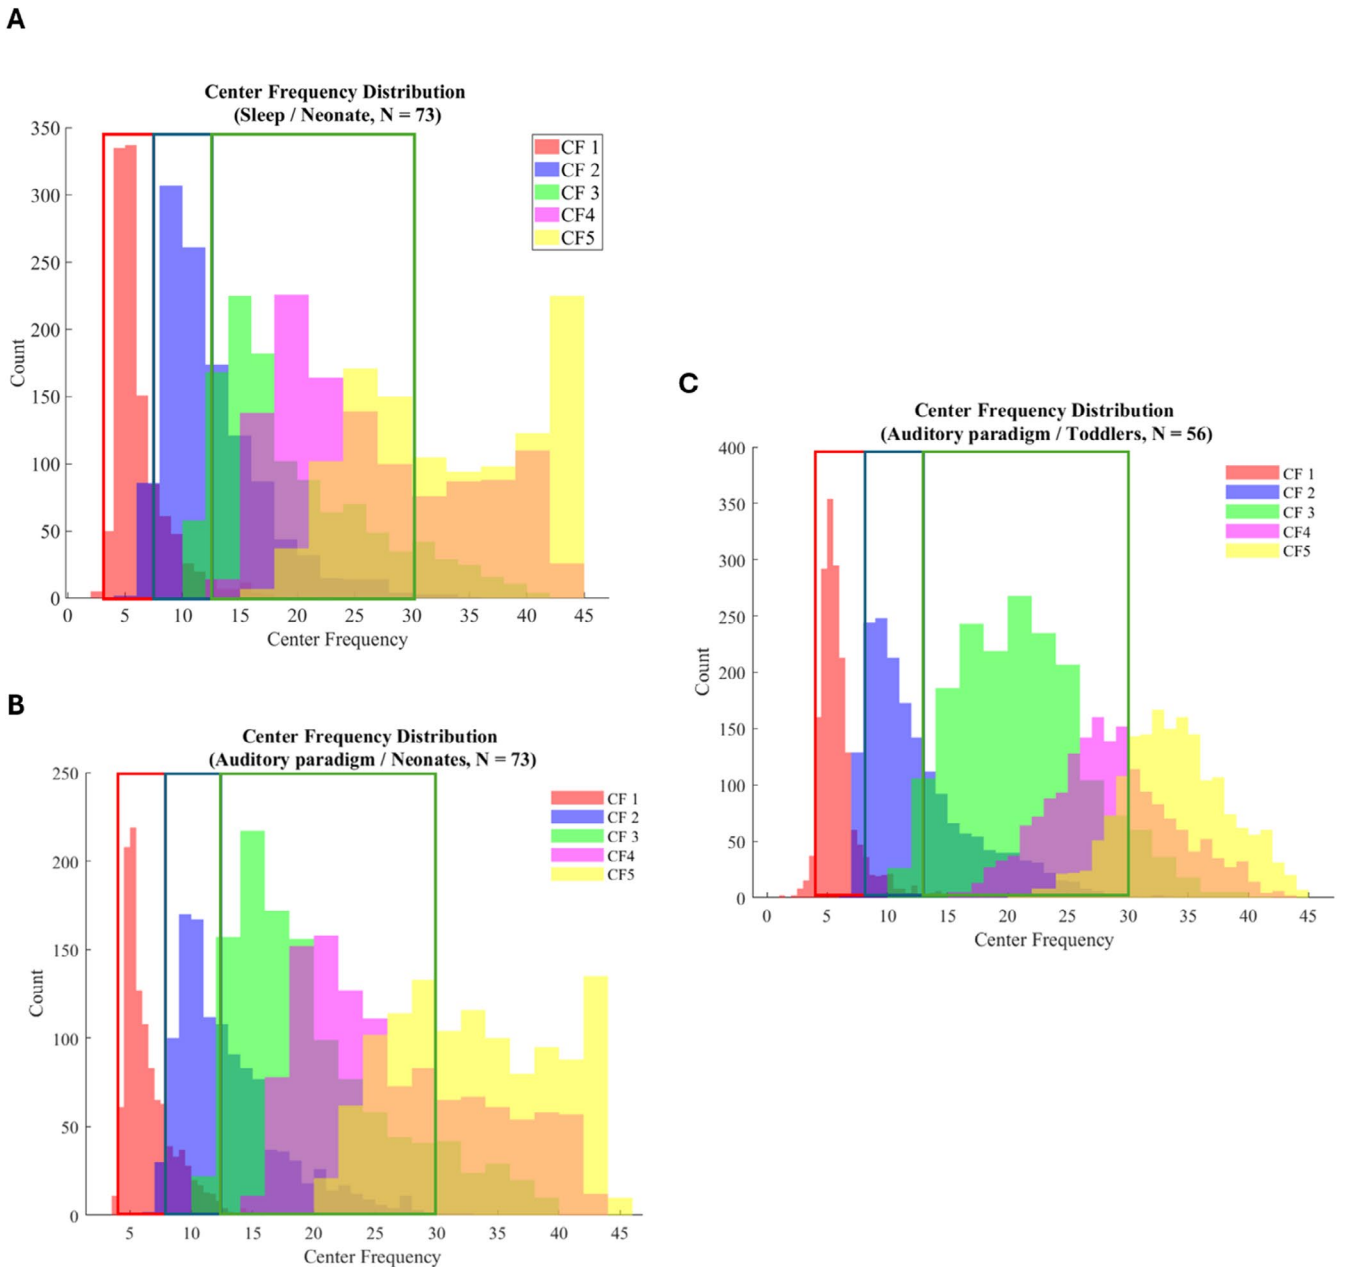 A
Center Frequency Distribution
(Sleep / Neonate, N = 73)
350
300
250
200
150
100
50
0
Count
0 5 10 15 20 25 30 35 40 45
Center Frequency
CF 1
CF 2
CF 3
CF4
CF5
B
Center Frequency Distribution
(Auditory paradigm / Neonates, N = 73)
250
200
150
100
50
0
Count
5 10 15 20 25 30 35 40 45
Center Frequency
CF 1
CF 2
CF 3
CF4
CF5
C
Center Frequency Distribution
(Auditory paradigm / Toddlers, N = 56)
400
350
300
250
200
150
100
50
0
Count
0 5 10 15 20 25 30 35 40 45
Center Frequency
CF 1
CF 2
CF 3
CF4
CF5